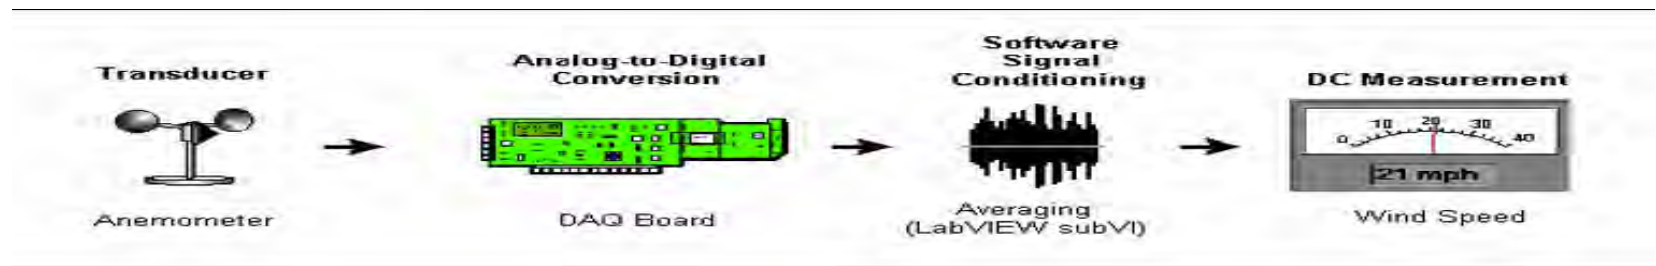 Transducer
Anemometer
Analog-to-Digital
Conversion
DAQ Board
Software
Signal
Conditioning
Averaging
(LabVIEW subVI)
DC Measurement
0 10 20 30 40
21 mph
Wind Speed